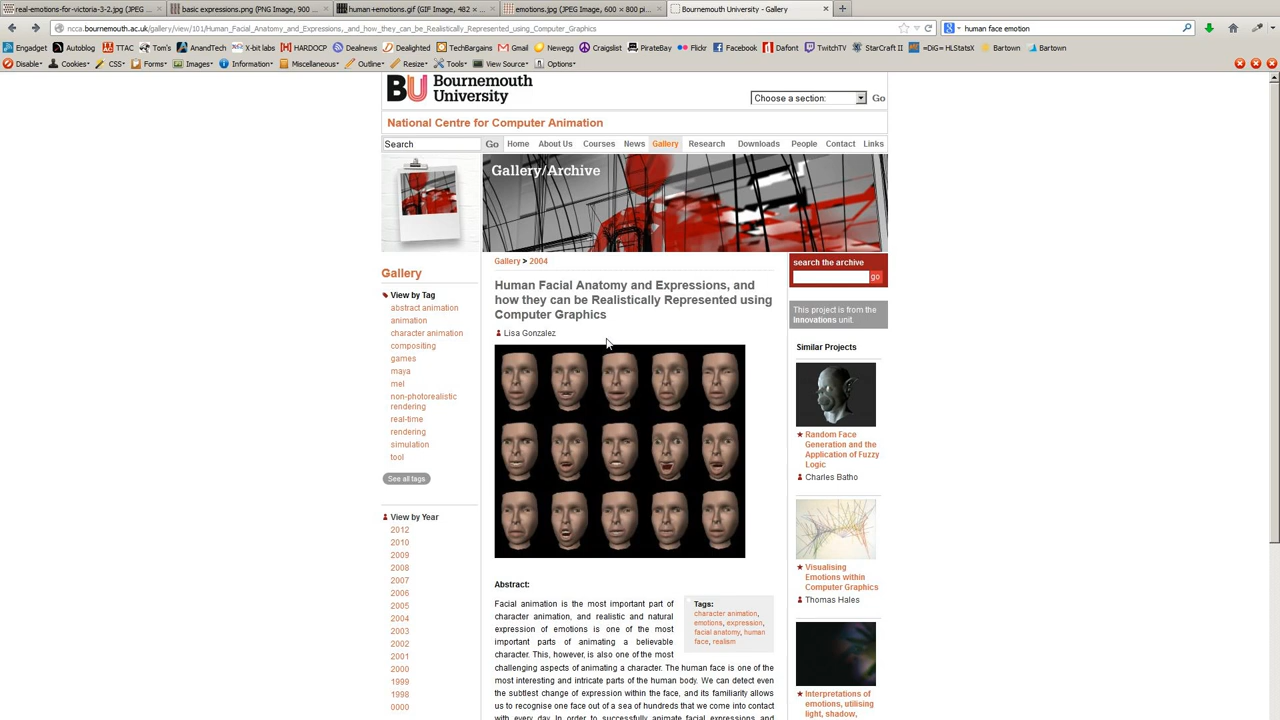 real-emotions-for-victoria-3-2.jpg (JPEG ...
basic expressions.png (PNG Image, 900 ...
human+emotions.gif (GIF Image, 482 × ...
emotions.jpg (JPEG Image, 600 × 800 pi...
Bournemouth University - Gallery
ncca.bournemouth.ac.uk/gallery/view/101/Human_Facial_Anatomy_and_Expressions,_and_how_they_can_be_Realistically_Represented_using_Computer_Graphics
human face emotion
Engadget Autoblog TTAC Tom's AnandTech X-bit labs HARDOCP Dealnews Dealighted TechBargains Gmail Newegg Craigslist PirateBay Flickr Facebook Dafont TwitchTV StarCraft II =DiG= HLStatsX Bartown Bartown
Disable Cookies CSS Forms Images Information Miscellaneous Outline Resize Tools View Source Options
BU Bournemouth
University
Choose a section: Go
National Centre for Computer Animation
Search Go Home About Us Courses News Gallery Research Downloads People Contact Links
Gallery/Archive
Gallery
View by Tag
abstract animation
animation
character animation
compositing
games
maya
mel
non-photorealistic
rendering
real-time
rendering
simulation
tool
See all tags
View by Year
2012
2010
2009
2008
2007
2006
2005
2004
2003
2002
2001
2000
1999
1998
0000
Gallery > 2004
Human Facial Anatomy and Expressions, and
how they can be Realistically Represented using
Computer Graphics
Lisa Gonzalez
Abstract:
Facial animation is the most important part of
character animation, and realistic and natural
expression of emotions is one of the most
important parts of animating a believable
character. This, however, is also one of the most
challenging aspects of animating a character. The human face is one of the
most interesting and intricate parts of the human body. We can detect even
the subtlest change of expression within the face, and its familiarity allows
us to recognise one face out of a sea of hundreds that we come into contact
with every day. In order to successfully animate facial expressions and
Tags:
character animation,
emotions, expression,
facial anatomy, human
face, realism
search the archive
go
This project is from the
Innovations unit.
Similar Projects
Random Face
Generation and the
Application of Fuzzy
Logic
Charles Batho
Visualising
Emotions within
Computer Graphics
Thomas Hales
Interpretations of
emotions, utilising
light, shadow,